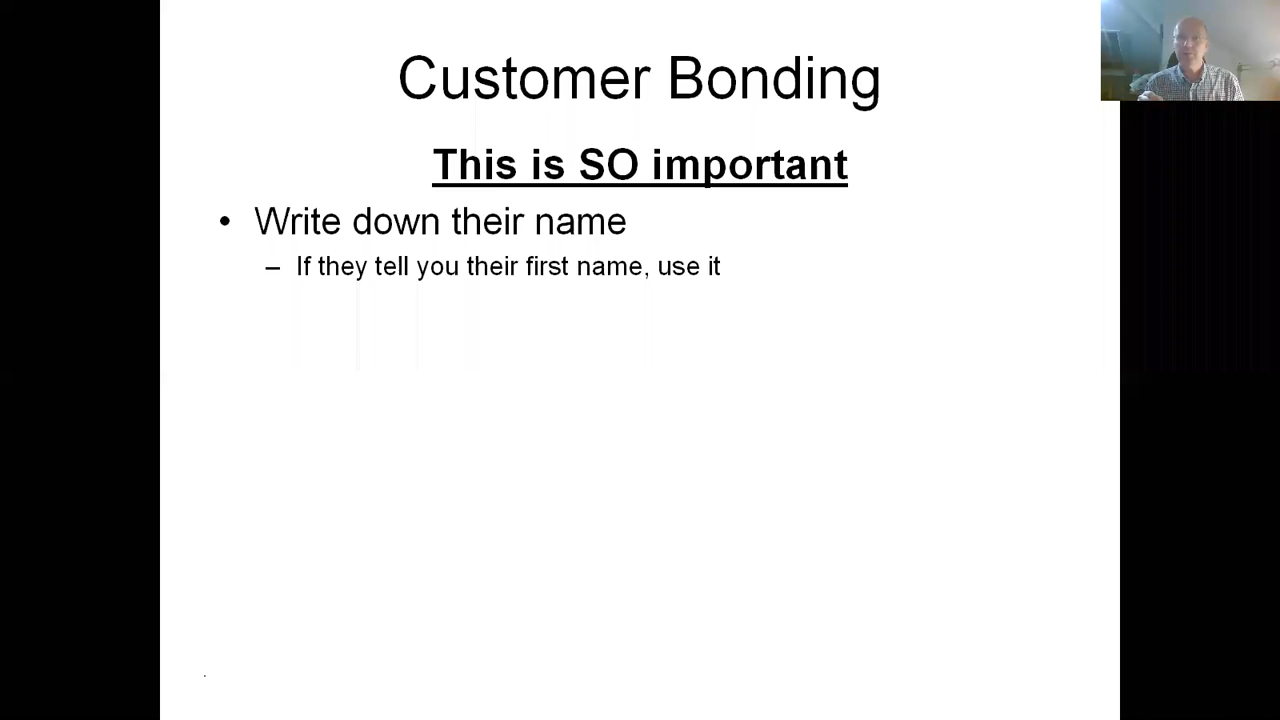 Customer Bonding
This is SO important
• Write down their name
– If they tell you their first name, use it